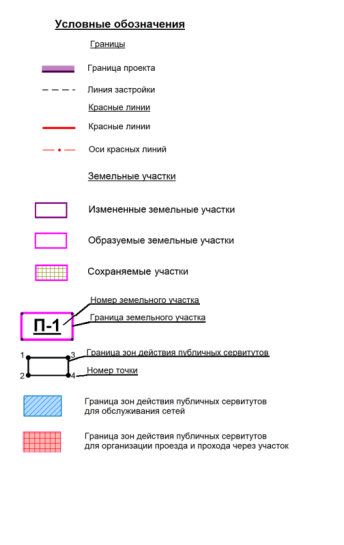 Условные обозначения
Границы
Граница проекта
Линия застройки
Красные линии
Красные линии
Оси красных линий
Земельные участки
Измененные земельные участки
Образуемые земельные участки
Сохраняемые участки
Номер земельного участка
П-1
Граница земельного участка
1 3 Граница зон действия публичных сервитутов
2 4 Номер точки
Граница зон действия публичных сервитутов
для обслуживания сетей
Граница зон действия публичных сервитутов
для организации проезда и прохода через участок